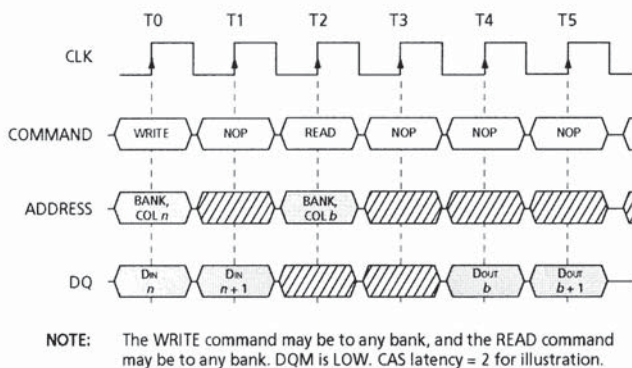 T0 T1 T2 T3 T4 T5
CLK
COMMAND WRITE NOP READ NOP NOP NOP
ADDRESS BANK, COL n BANK, COL b
DQ DIN n DIN n + 1 DOUT b DOUT b + 1
NOTE: The WRITE command may be to any bank, and the READ command
may be to any bank. DQM is LOW. CAS latency = 2 for illustration.